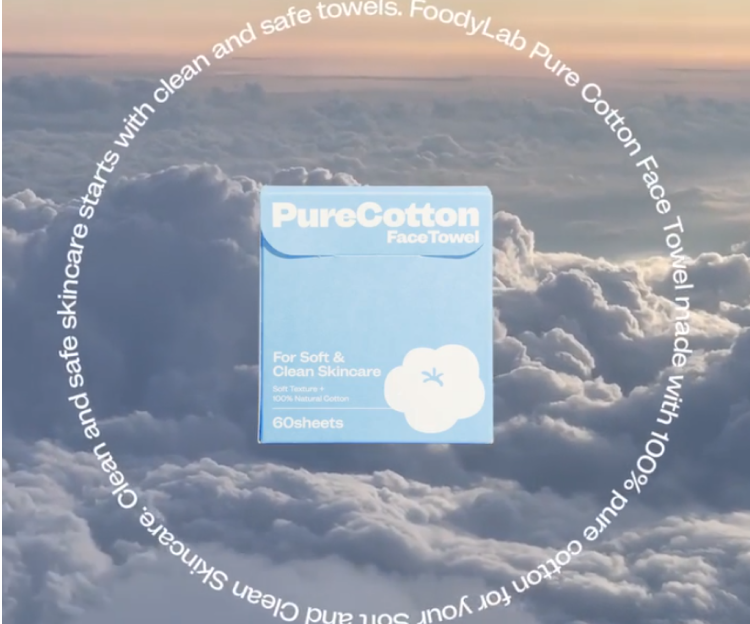 Clean and safe skincare starts with clean and safe towels. FoodyLab Pure Cotton Face Towel made with 100% pure cotton for your Soft and Clean Skincare.
PureCotton
FaceTowel
For Soft &
Clean Skincare
Soft Texture +
100% Natural Cotton
60sheets